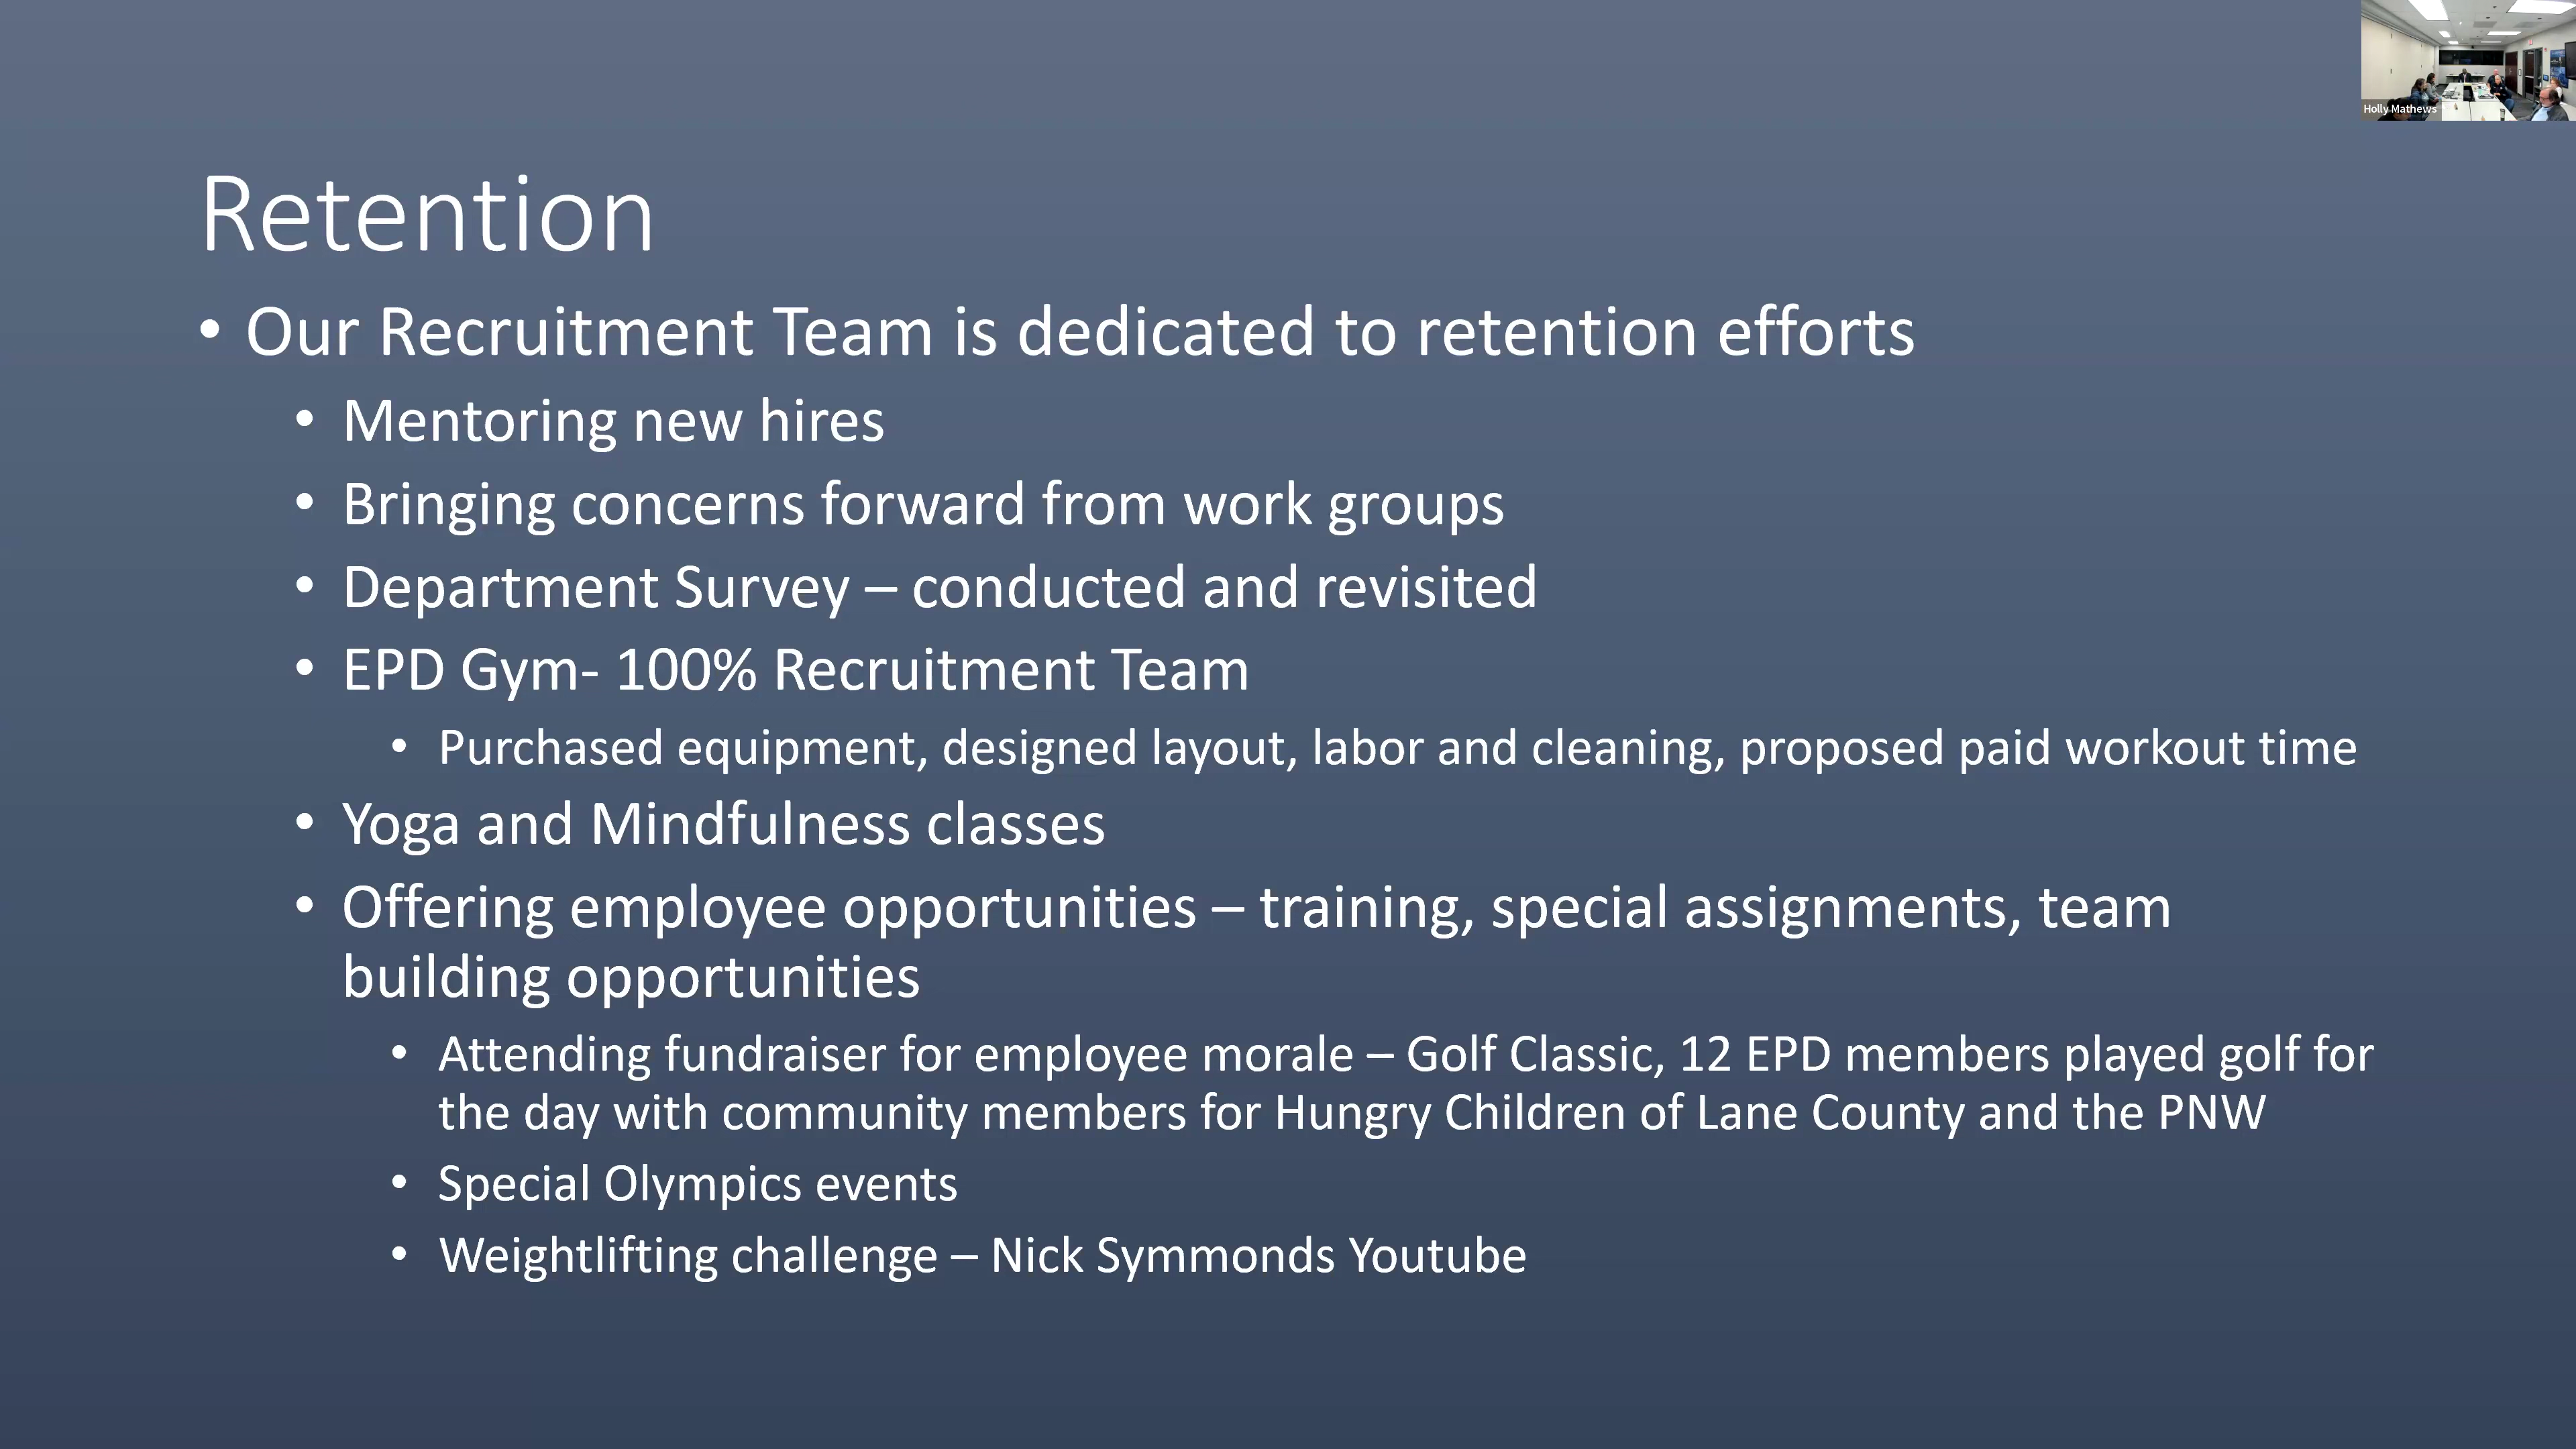 Holly Mathews
Retention
• Our Recruitment Team is dedicated to retention efforts
• Mentoring new hires
• Bringing concerns forward from work groups
• Department Survey – conducted and revisited
• EPD Gym- 100% Recruitment Team
• Purchased equipment, designed layout, labor and cleaning, proposed paid workout time
• Yoga and Mindfulness classes
• Offering employee opportunities – training, special assignments, team
building opportunities
• Attending fundraiser for employee morale – Golf Classic, 12 EPD members played golf for
the day with community members for Hungry Children of Lane County and the PNW
• Special Olympics events
• Weightlifting challenge – Nick Symmonds Youtube